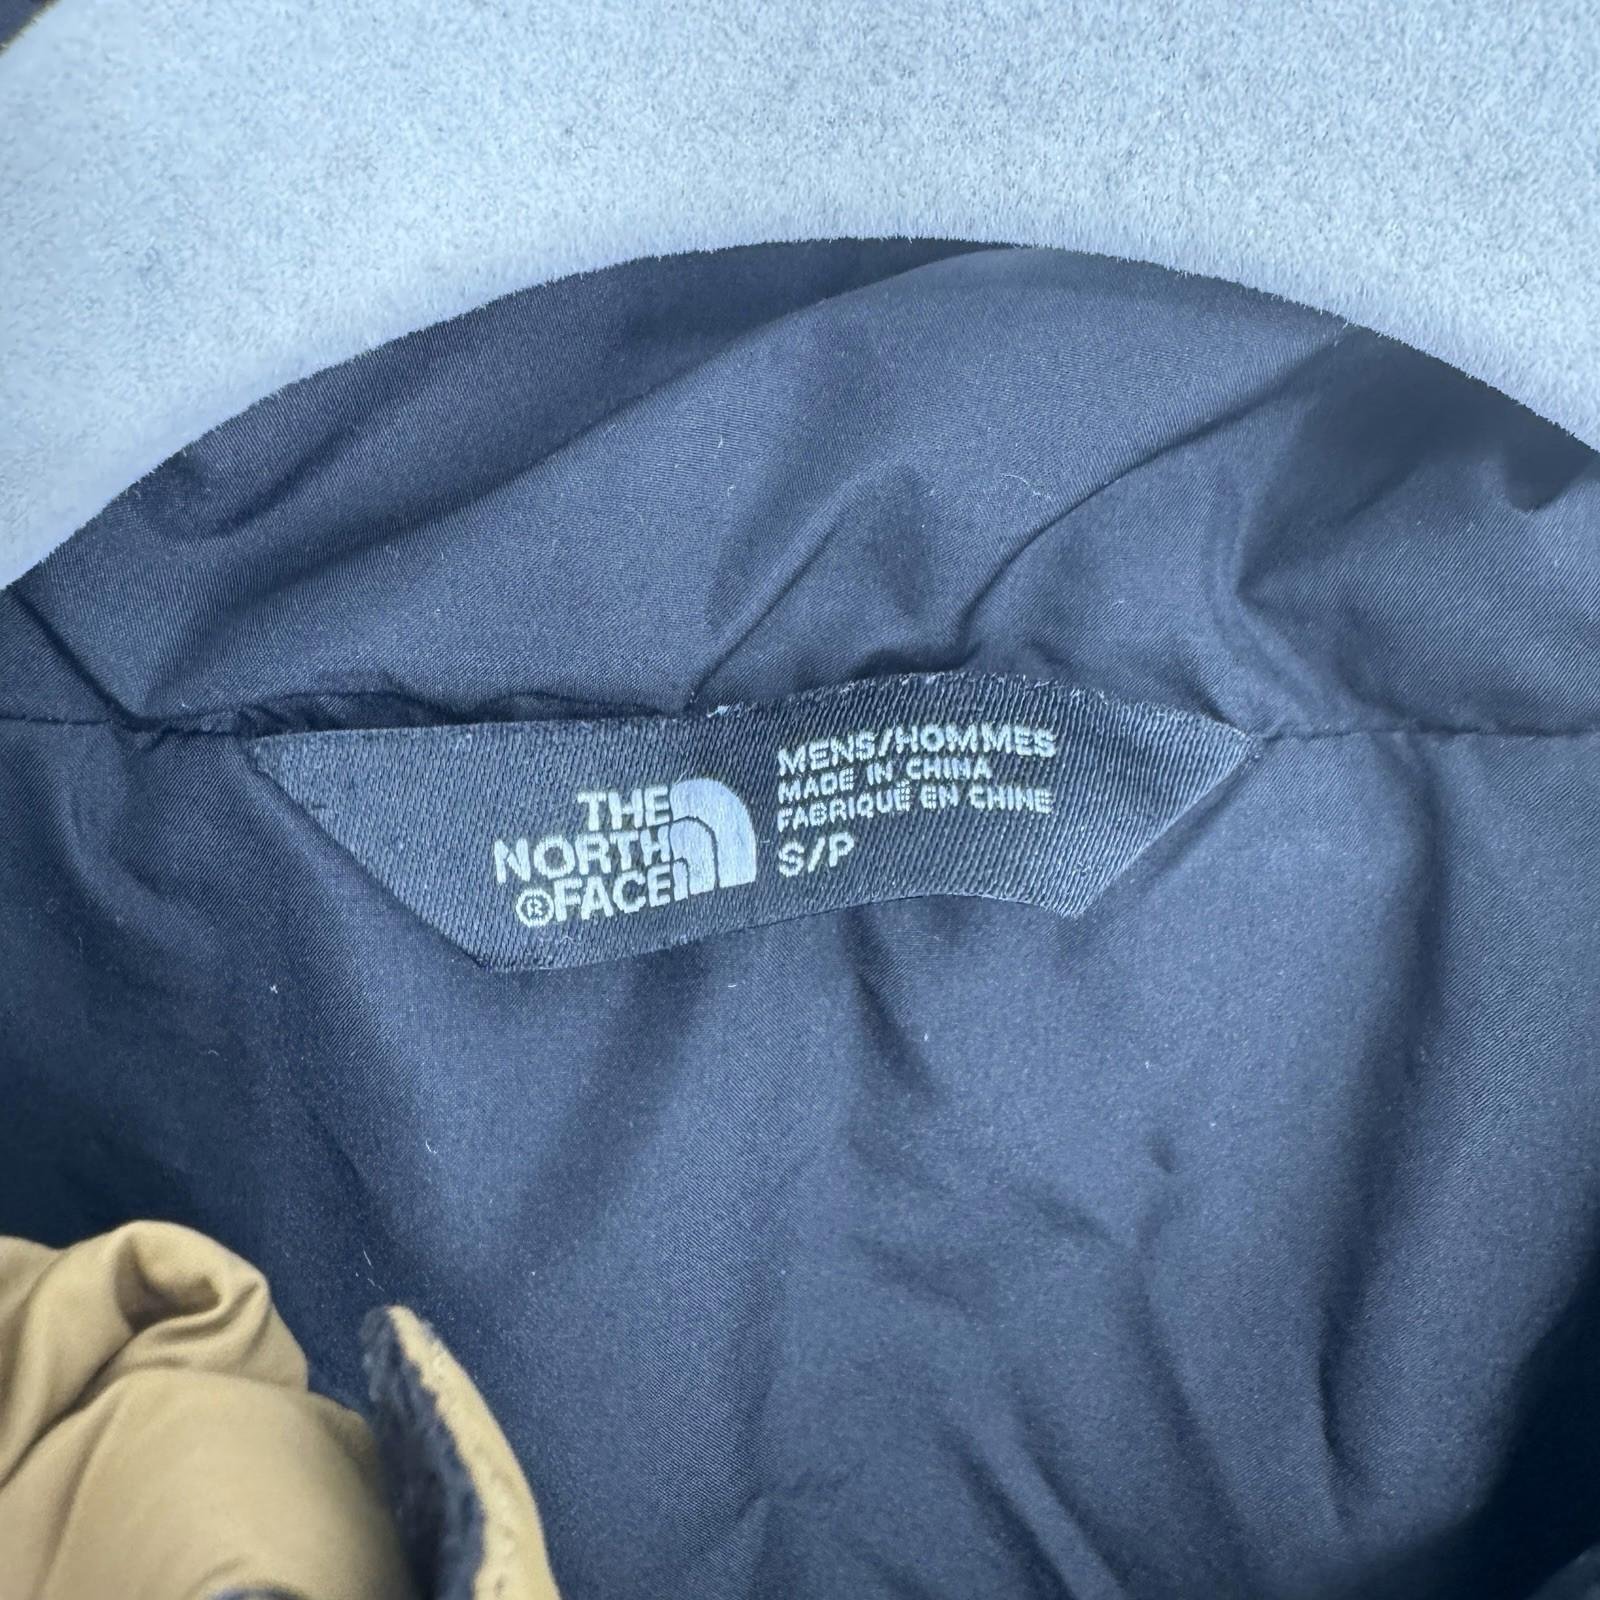 THE
NORTH
®FACE
MENS/HOMMES
MADE IN CHINA
FABRIQUÉ EN CHINE
S/P